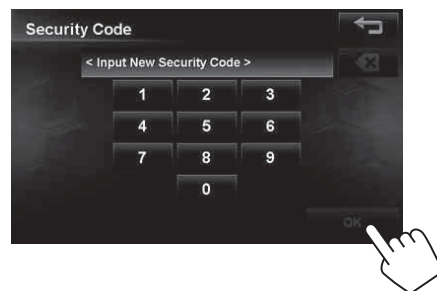 Security Code
< Input New Security Code >
1 2 3
4 5 6
7 8 9
0
OK